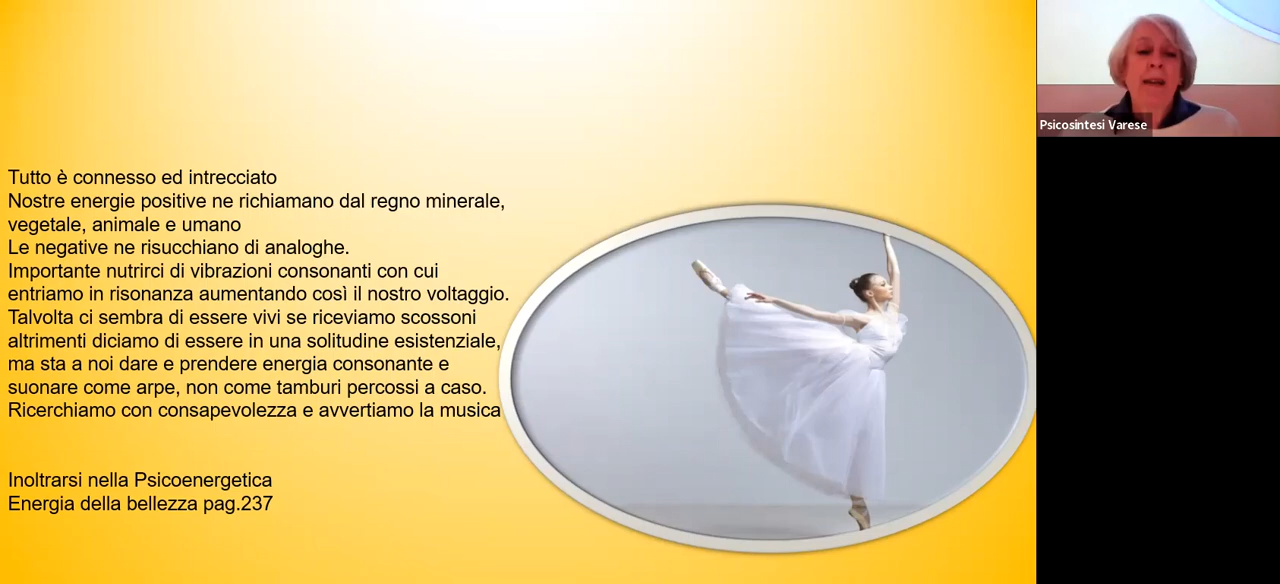 Tutto è connesso ed intrecciato
Nostre energie positive ne richiamano dal regno minerale,
vegetale, animale e umano
Le negative ne risucchiano di analoghe.
Importante nutrirci di vibrazioni consonanti con cui
entriamo in risonanza aumentando così il nostro voltaggio.
Talvolta ci sembra di essere vivi se riceviamo scossoni
altrimenti diciamo di essere in una solitudine esistenziale,
ma sta a noi dare e prendere energia consonante e
suonare come arpe, non come tamburi percossi a caso.
Ricerchiamo con consapevolezza e avvertiamo la musica
Inoltrarsi nella Psicoenergetica
Energia della bellezza pag.237
Psicosintesi Varese